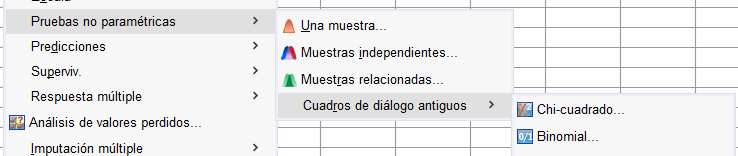 Pruebas no paramétricas
Una muestra...
Predicciones
Muestras independientes...
Superviv.
Muestras relacionadas...
Respuesta múltiple
Cuadros de diálogo antiguos
Chi-cuadrado...
Análisis de valores perdidos...
Binomial...
Imputación múltiple